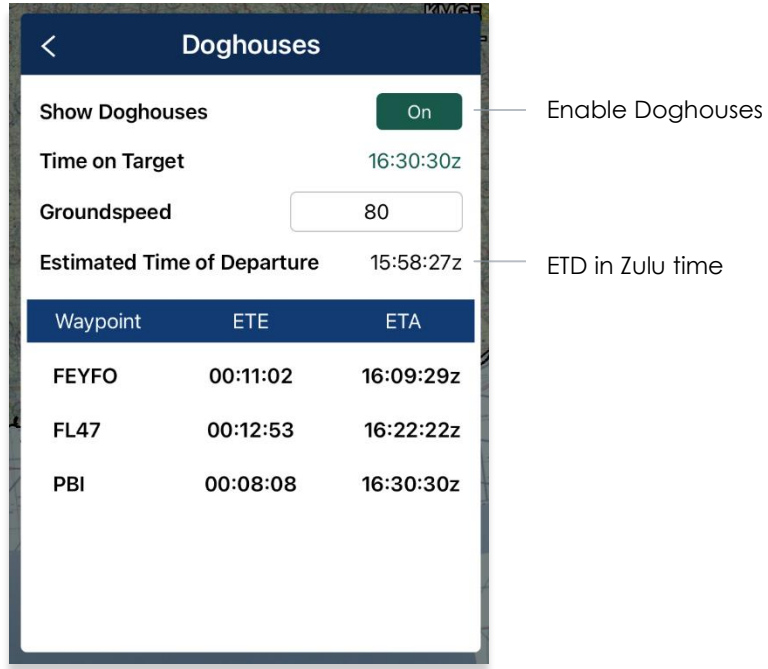 KMGE
< Doghouses
Show Doghouses On Enable Doghouses
Time on Target 16:30:30z
Groundspeed 80
Estimated Time of Departure 15:58:27z ETD in Zulu time
Waypoint ETE ETA
FEYFO 00:11:02 16:09:29z
FL47 00:12:53 16:22:22z
PBI 00:08:08 16:30:30z